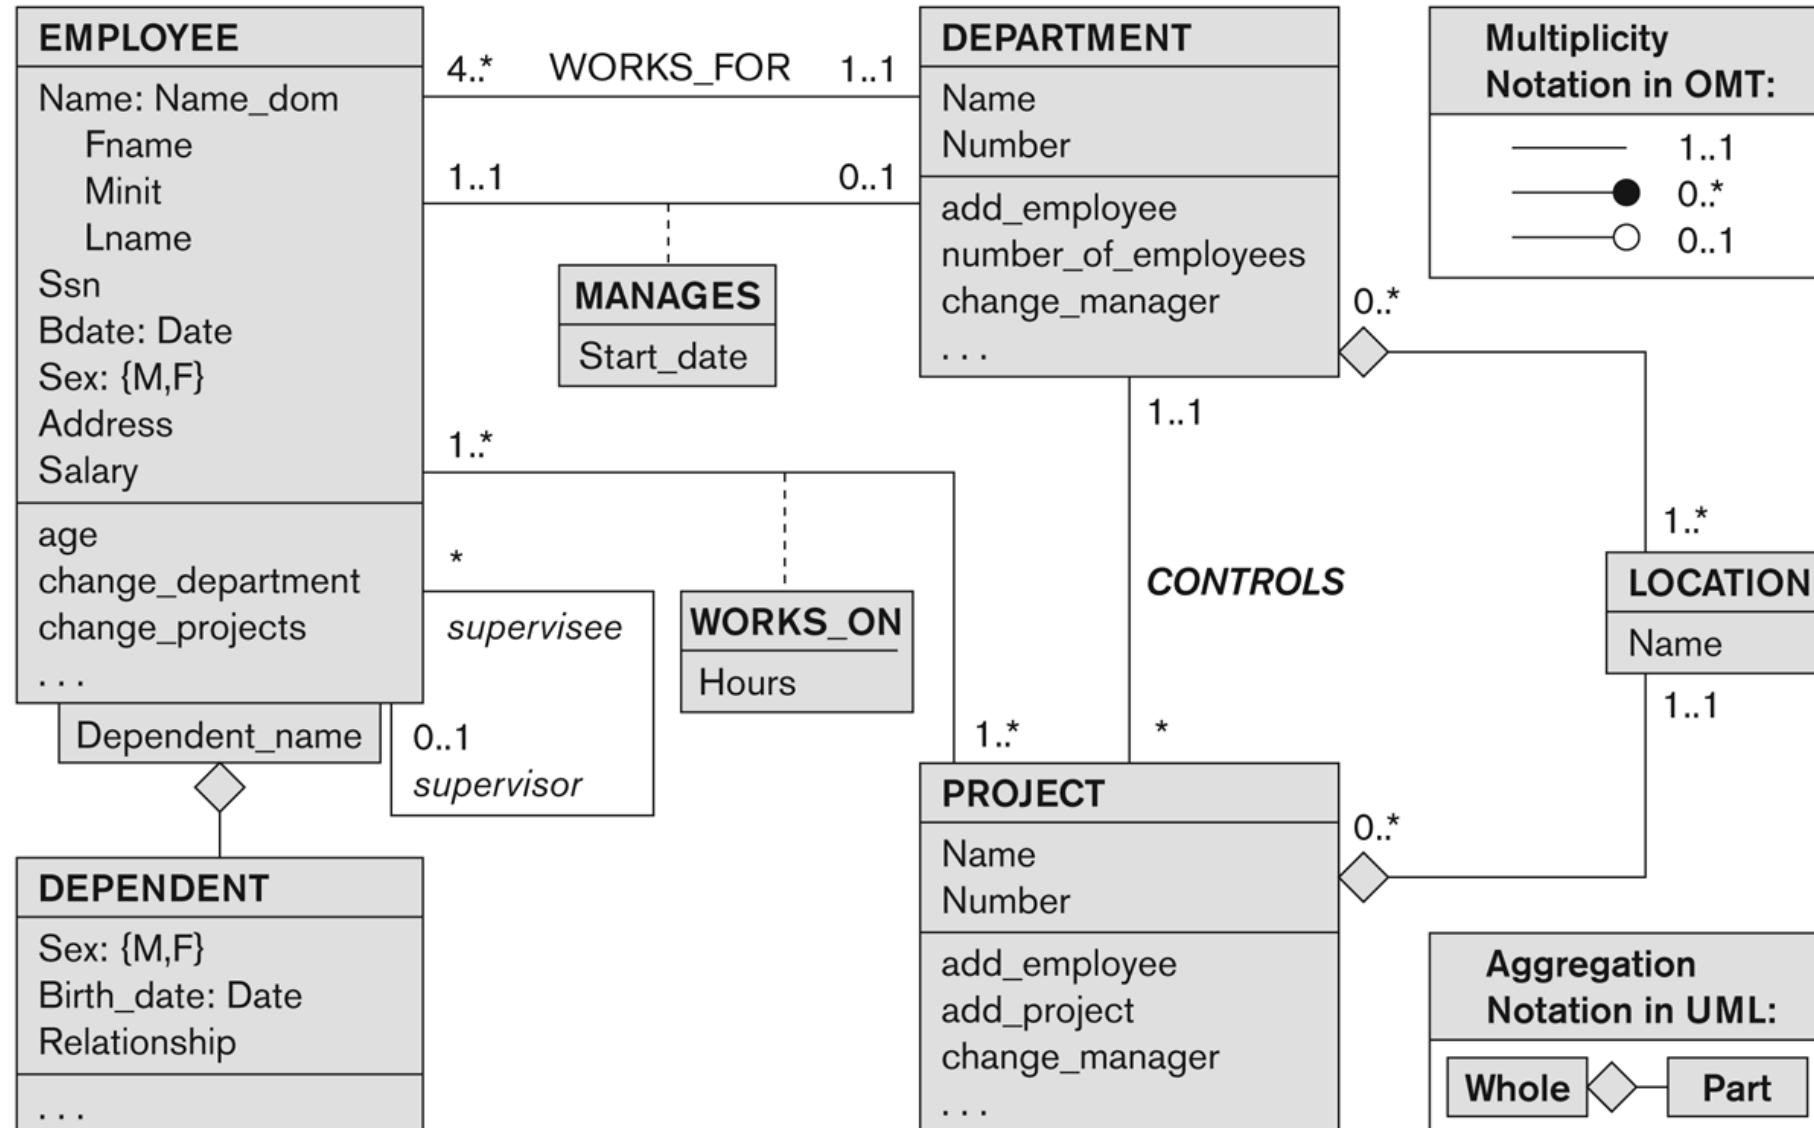 EMPLOYEE
Name: Name_dom
Fname
Minit
Lname
Ssn
Bdate: Date
Sex: {M,F}
Address
Salary
age
change_department
change_projects
. . .
Dependent_name
DEPENDENT
Sex: {M,F}
Birth_date: Date
Relationship
. . .
4..* WORKS_FOR 1..1
1..1 0..1
MANAGES
Start_date
1..*
*
supervisee
0..1
supervisor
WORKS_ON
Hours
1..*
DEPARTMENT
Name
Number
add_employee
number_of_employees
change_manager
. . .
1..1
CONTROLS
*
PROJECT
Name
Number
add_employee
add_project
change_manager
. . .
Multiplicity
Notation in OMT:
1..1
0..*
0..1
0..*
1..*
LOCATION
Name
1..1
0..*
Aggregation
Notation in UML:
Whole Part